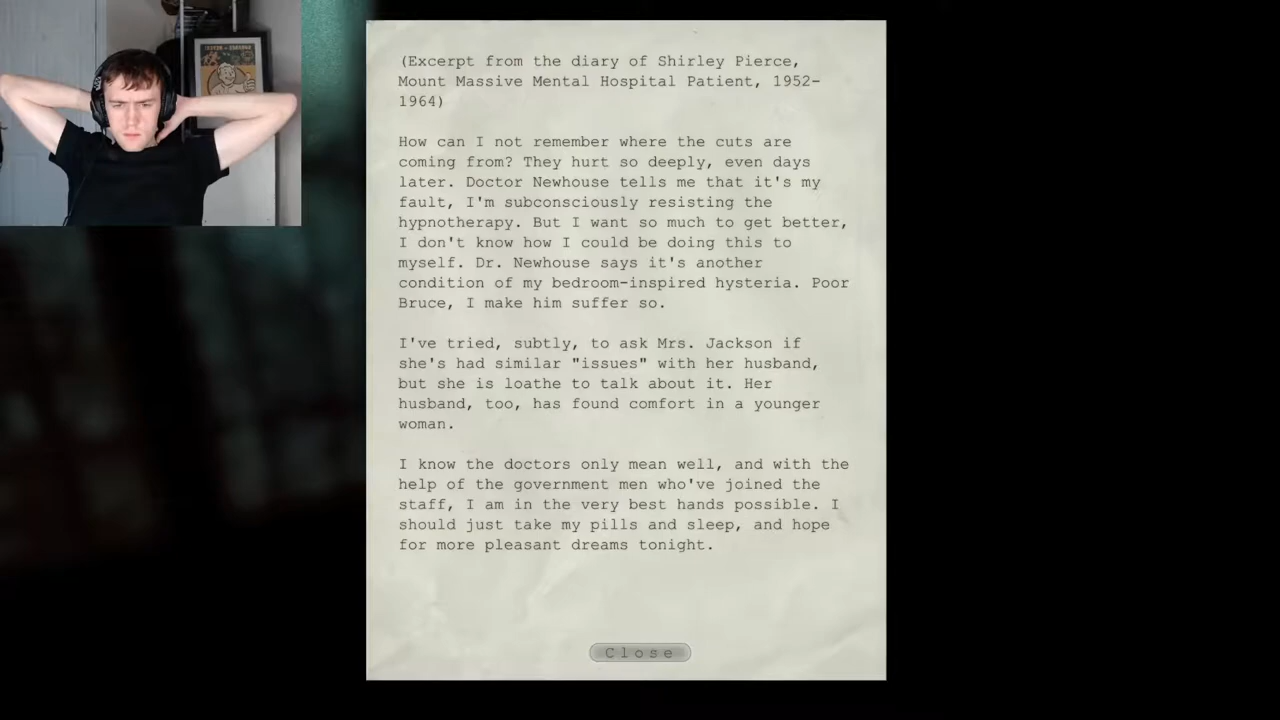 (Excerpt from the diary of Shirley Pierce,
Mount Massive Mental Hospital Patient, 1952-
1964)
How can I not remember where the cuts are
coming from? They hurt so deeply, even days
later. Doctor Newhouse tells me that it's my
fault, I'm subconsciously resisting the
hypnotherapy. But I want so much to get better,
I don't know how I could be doing this to
myself. Dr. Newhouse says it's another
condition of my bedroom-inspired hysteria. Poor
Bruce, I make him suffer so.
I've tried, subtly, to ask Mrs. Jackson if
she's had similar "issues" with her husband,
but she is loathe to talk about it. Her
husband, too, has found comfort in a younger
woman.
I know the doctors only mean well, and with the
help of the government men who've joined the
staff, I am in the very best hands possible. I
should just take my pills and sleep, and hope
for more pleasant dreams tonight.
Close